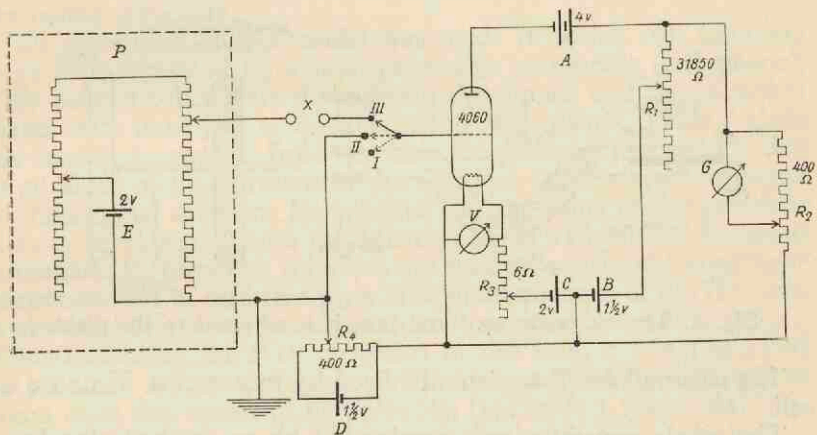 P
4v
A
31850
Ω
R1
X
III
II
I
4060
G
400
Ω
R2
2V
E
V
6Ω
R3
C
B
2v
1½v
R4
400 Ω
1½v
D